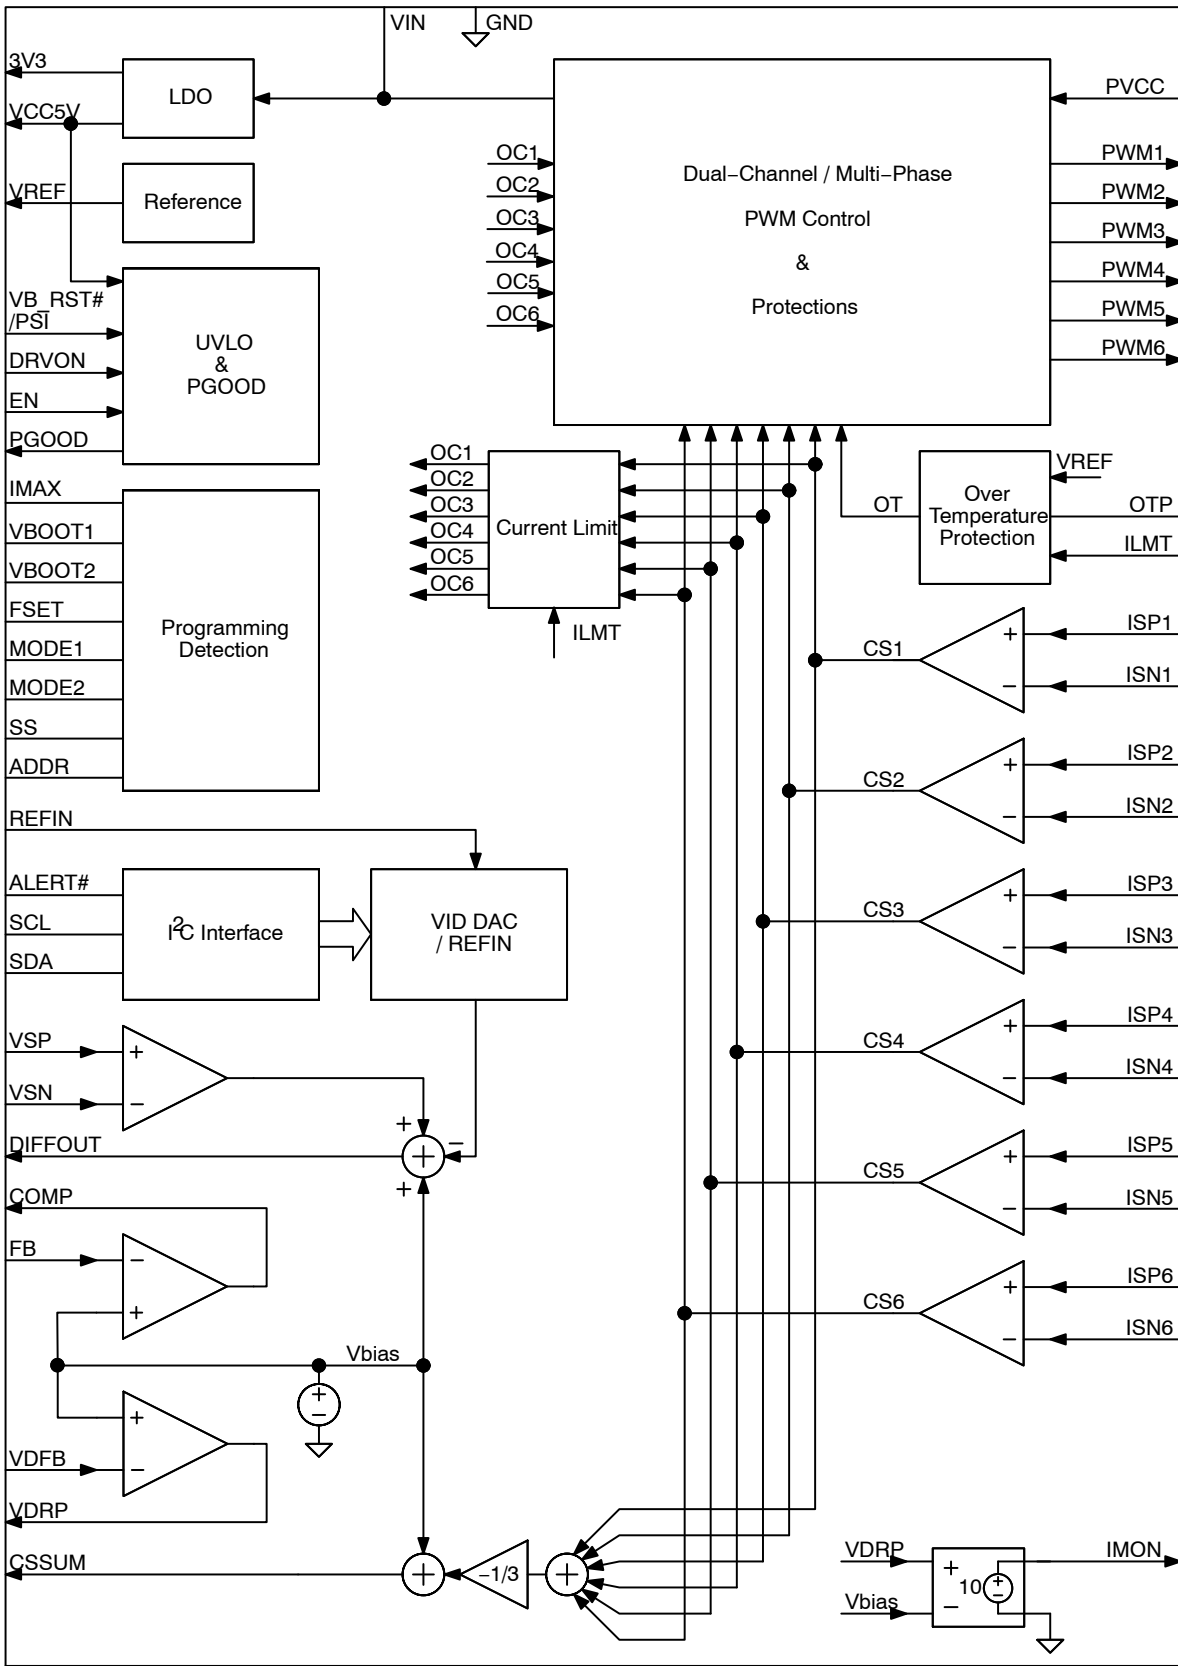 VIN
GND
3V3
LDO
VCC5V
PVCC
OC1
OC2
OC3
OC4
OC5
OC6
Dual−Channel / Multi−Phase
PWM Control
&
Protections
PWM1
PWM2
PWM3
PWM4
PWM5
PWM6
VREF
Reference
VB_RST#
/PSI
DRVON
EN
PGOOD
UVLO
&
PGOOD
IMAX
VBOOT1
VBOOT2
FSET
MODE1
MODE2
SS
ADDR
Programming
Detection
OC1
OC2
OC3
OC4
OC5
OC6
Current Limit
ILMT
OT
Over
Temperature
Protection
VREF
OTP
ILMT
CS1
+
−
ISP1
ISN1
CS2
+
−
ISP2
ISN2
CS3
+
−
ISP3
ISN3
CS4
+
−
ISP4
ISN4
CS5
+
−
ISP5
ISN5
CS6
+
−
ISP6
ISN6
REFIN
ALERT#
SCL
SDA
I2C Interface
VID DAC
/ REFIN
VSP
+
VSN
−
DIFFOUT
+
−
+
+
COMP
FB
−
+
Vbias
+
−
+
VDFB
−
VDRP
CSSUM
+
−1/3
+
VDRP
Vbias
+
−
10
+
−
IMON